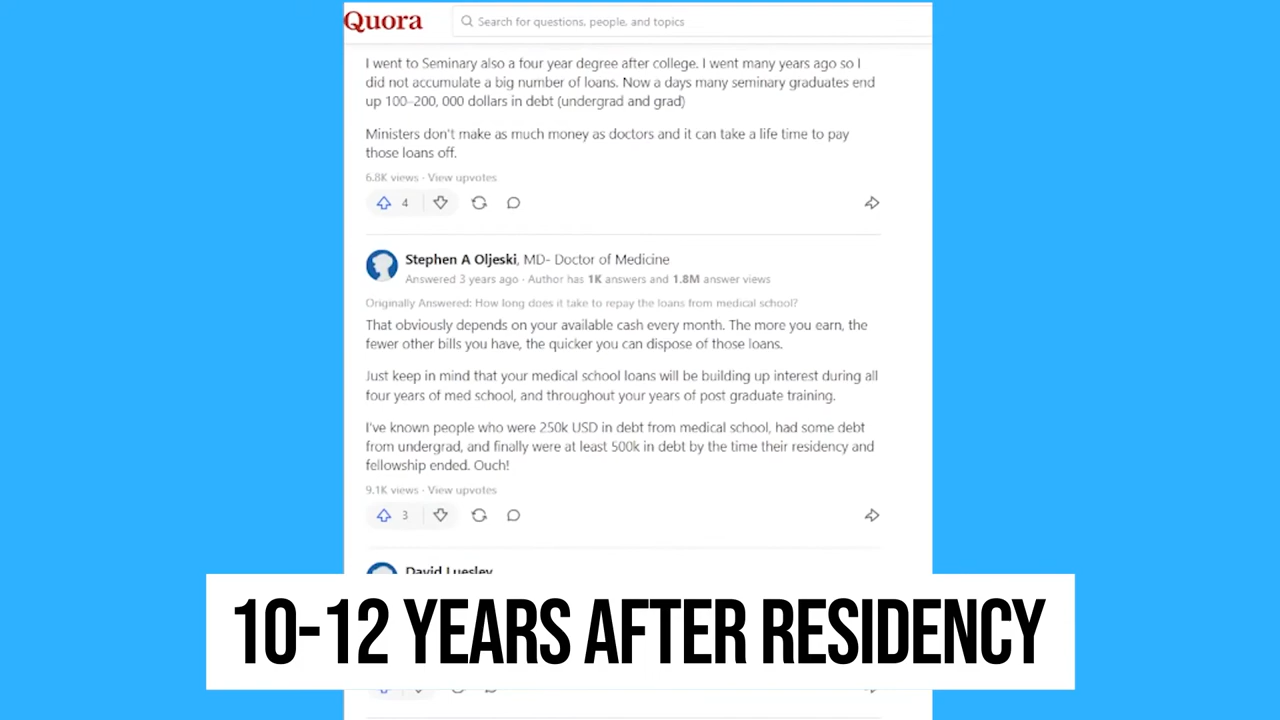 Quora
Search for questions, people, and topics
I went to Seminary also a four year degree after college. I went many years ago so I
did not accumulate a big number of loans. Now a days many seminary graduates end
up 100–200, 000 dollars in debt (undergrad and grad)
Ministers don't make as much money as doctors and it can take a life time to pay
those loans off.
6.8K views · View upvotes
4
Stephen A Oljeski, MD- Doctor of Medicine
Answered 3 years ago · Author has 1K answers and 1.8M answer views
Originally Answered: How long does it take to repay the loans from medical school?
That obviously depends on your available cash every month. The more you earn, the
fewer other bills you have, the quicker you can dispose of those loans.
Just keep in mind that your medical school loans will be building up interest during all
four years of med school, and throughout your years of post graduate training.
I've known people who were 250k USD in debt from medical school, had some debt
from undergrad, and finally were at least 500k in debt by the time their residency and
fellowship ended. Ouch!
9.1K views · View upvotes
3
David Luesley
10-12 YEARS AFTER RESIDENCY